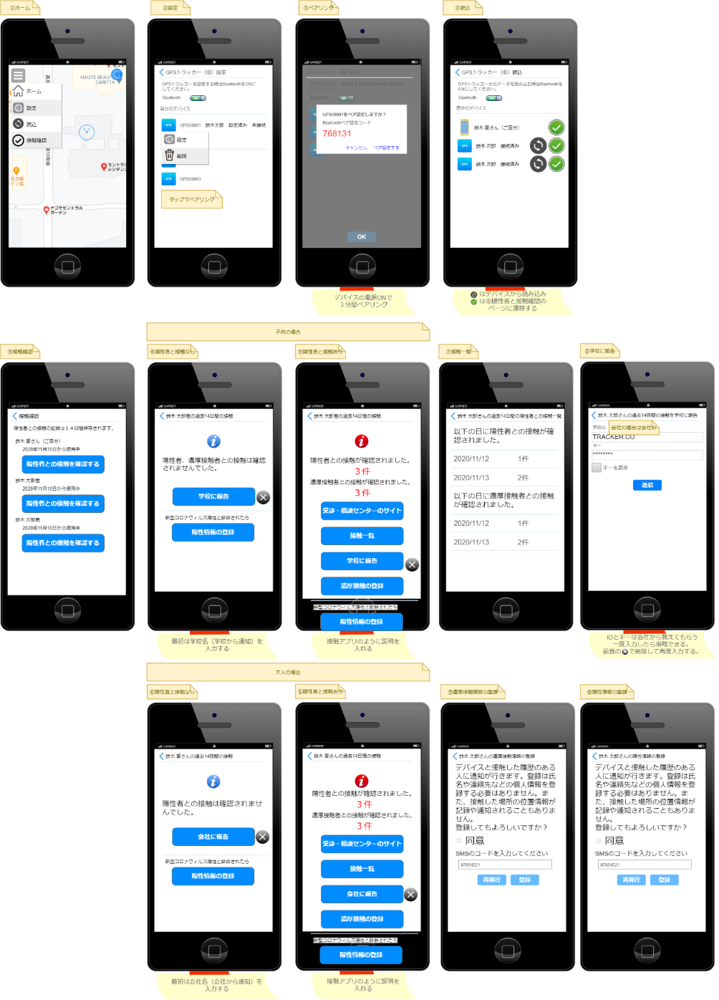 ①ホーム
②設定
③ペアリング
④読込
CARRIER
HAUTE BEAU
CARITTA
ホーム
設定
読込
接触確認
名古屋
セントラル
レジデンス
ナゴヤセントラル
ガーデン
CARRIER
GPSトラッカー（仮）設定
GPSトラッカーを設定する時はBluetoothをONに
してください。
Bluetooth ON
自分のデバイス
GPS GPS00001 鈴木太郎 設定済み 未接続
設定
削除
GPS GPS00003
タップでペアリング
CARRIER
GPSトラッカー（仮）設定
GPSトラッカーを設定する時はBluetoothをONに
してください。
Bluetooth ON
GPS00001をペア設定しますか？
Bluetoothペア設定コード
768131
キャンセル ペア設定する
OK
デバイスの電源ONで
３分間ペアリング
CARRIER
GPSトラッカー（仮）読込
GPSトラッカーからデータを読み込む時はBluetoothを
ONにしてください。
Bluetooth ON
自分のデバイス
鈴木 愛さん（ご自分）
GPS 鈴木 次郎 接続済み
GPS 鈴木 次郎 接続済み
はデバイスから読み込み
は⑥陽性者と接触確認の
ページに遷移する
子供の場合
⑤接触確認
⑥陽性者と接触なし
⑥陽性者と接触あり
⑦接触一覧
⑧学校に報告
CARRIER
接触確認
陽性者との接触の記録は１４日間保存されます。
鈴木 愛さん（ご自分）
2020年11月10日から使用中
陽性者との接触を確認する
鈴木 太郎君
2020年11月10日から使用中
陽性者との接触を確認する
鈴木 次郎君
2020年11月10日から使用中
陽性者との接触を確認する
CARRIER
鈴木 太郎君の過去14日間の接触
陽性者、濃厚接触者との接触は確認
されませんでした。
学校に報告
新型コロナウィルス陽性と診断されたら
陽性情報の登録
最初は学校名（学校から通知）を
入力する
CARRIER
鈴木 太郎君の過去14日間の接触
陽性者との接触が確認されました。
３件
濃厚接触者との接触が確認されました。
３件
受診・相談センターのサイト
接触一覧
学校に報告
濃厚接触の登録
新型コロナウィルス陽性と診断されたら
陽性情報の登録
接触アプリのように説明を
入れる
CARRIER
鈴木 太郎さんの過去14日間の陽性者との接触一覧
以下の日に陽性者との接触が確
認されました。
2020/11/12 1件
2020/11/13 2件
以下の日に濃厚接触者との接触
が確認されました。
2020/11/12 1件
2020/11/13 2件
CARRIER
鈴木 太郎さんの過去14日間の接触を学校に報告
学校ID
会社の場合は会社ID
TRACKER.CO
キー
********
キーを表示
送信
IDとキーは会社から教えてもらう
一度入力したら省略できる。
前頁の で削除して再度入力する。
大人の場合
⑥陽性者と接触なし
⑥陽性者と接触あり
⑨濃厚接触情報の登録
⑩陽性情報の登録
CARRIER
鈴木 愛さんの過去14日間の接触
陽性者との接触は確認されませ
んでした。
会社に報告
新型コロナウィルス陽性と診断されたら
陽性情報の登録
最初は会社名（会社から通知）を
入力する
CARRIER
鈴木 愛さんの過去14日間の接触
陽性者との接触が確認されました。
３件
濃厚接触者との接触が確認されました。
３件
受診・相談センターのサイト
接触一覧
会社に報告
濃厚接触の登録
新型コロナウィルス陽性と診断されたら
陽性情報の登録
接触アプリのように説明を
入れる
CARRIER
鈴木 太郎さんの濃厚接触情報の登録
デバイスと接触した履歴のある
人に通知が行きます。登録は氏
名や連絡先などの個人情報を登
録する必要はありません。ま
た、接触した場所の位置情報が
記録や通知されることもありま
せん。
登録してもよろしいですか？
同意
SMSのコードを入力してください
87654321
再発行 登録
CARRIER
鈴木 太郎さんの陽性情報の登録
デバイスと接触した履歴のある
人に通知が行きます。登録は氏
名や連絡先などの個人情報を登
録する必要はありません。ま
た、接触した場所の位置情報が
記録や通知されることもありま
せん。
登録してもよろしいですか？
同意
SMSのコードを入力してください
87654321
再発行 登録